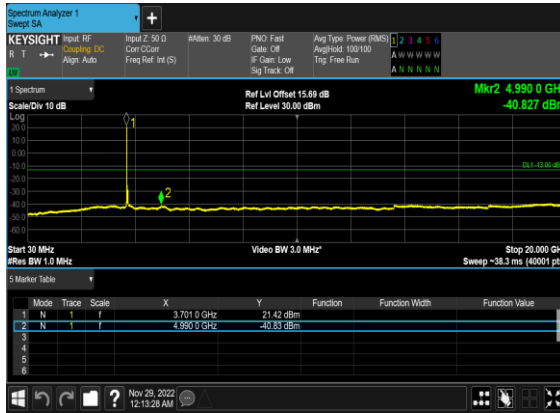 Spectrum Analyzer 1
Swept SA
+
KEYSIGHT Input: RF Input Z: 50 Ω #Atten: 30 dB PNO: Fast Avg Type: Power (RMS) 1 2 3 4 5 6
R T Coupling: DC Corr CCorr Gate: Off Avg|Hold: 100/100 A W W W W W
Align: Auto Freq Ref: Int (S) IF Gain: Low Trig: Free Run
Sig Track: Off A N N N N N
1 Spectrum Ref Lvl Offset 15.69 dB Mkr2 4.990 0 GH
Scale/Div 10 dB Ref Level 30.00 dBm -40.827 dBr
Log
20.0
10.0
0.00
-10.0
DL1 -13.00 dB
-20.0
-30.0
-40.0
-50.0
-60.0
1
2
Start 30 MHz Video BW 3.0 MHz* Stop 20.000 GH
#Res BW 1.0 MHz Sweep ~38.3 ms (40001 pt
5 Marker Table
Mode Trace Scale X Y Function Function Width Function Value
1 N 1 f 3.701 0 GHz 21.42 dBm
2 N 1 f 4.990 0 GHz -40.83 dBm
3
4
5
6
? Nov 29, 2022
12:13:28 AM